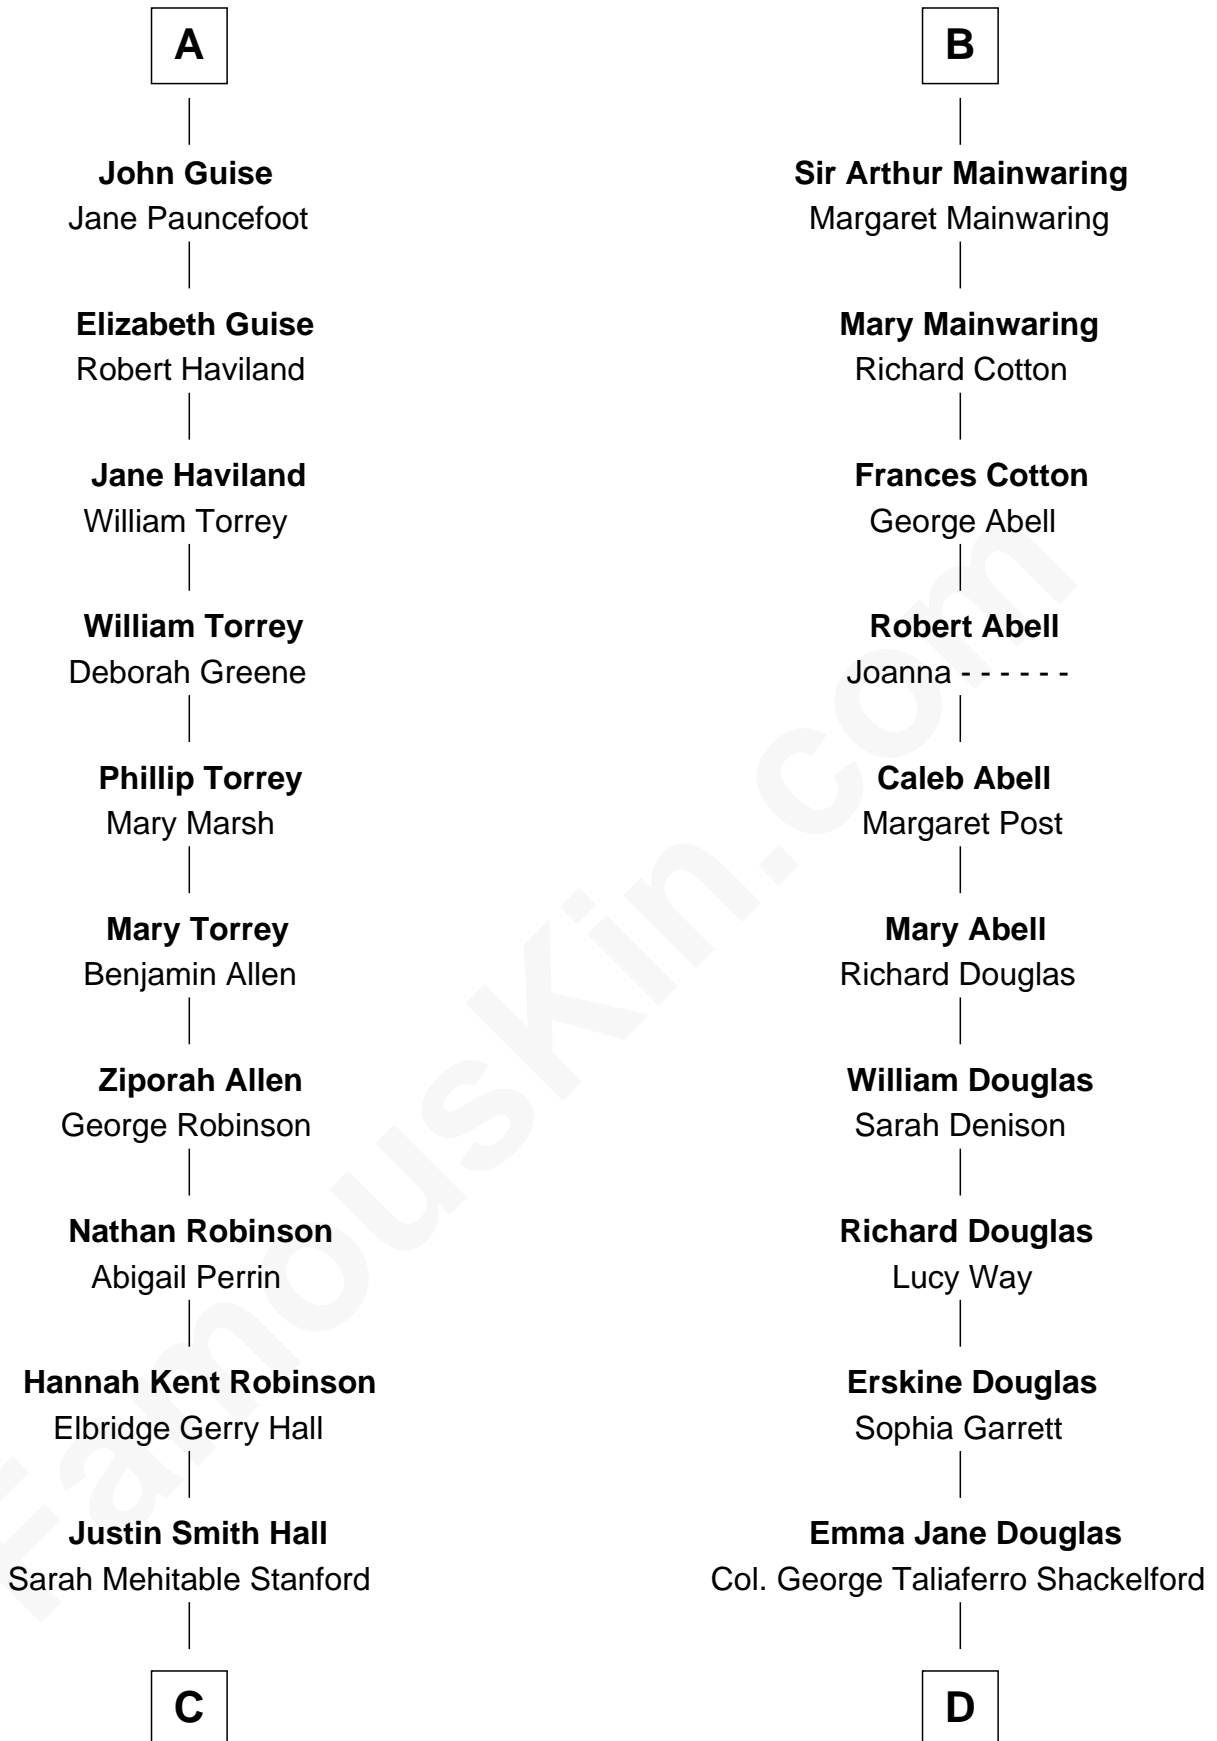 A
John Guise
Jane Pauncefoot
Elizabeth Guise
Robert Haviland
Jane Haviland
William Torrey
William Torrey
Deborah Greene
Phillip Torrey
Mary Marsh
Mary Torrey
Benjamin Allen
Ziporah Allen
George Robinson
Nathan Robinson
Abigail Perrin
Hannah Kent Robinson
Elbridge Gerry Hall
Justin Smith Hall
Sarah Mehitable Stanford
C
B
Sir Arthur Mainwaring
Margaret Mainwaring
Mary Mainwaring
Richard Cotton
Frances Cotton
George Abell
Robert Abell
Joanna - - - - - -
Caleb Abell
Margaret Post
Mary Abell
Richard Douglas
William Douglas
Sarah Denison
Richard Douglas
Lucy Way
Erskine Douglas
Sophia Garrett
Emma Jane Douglas
Col. George Taliaferro Shackelford
D
FamousKin.com